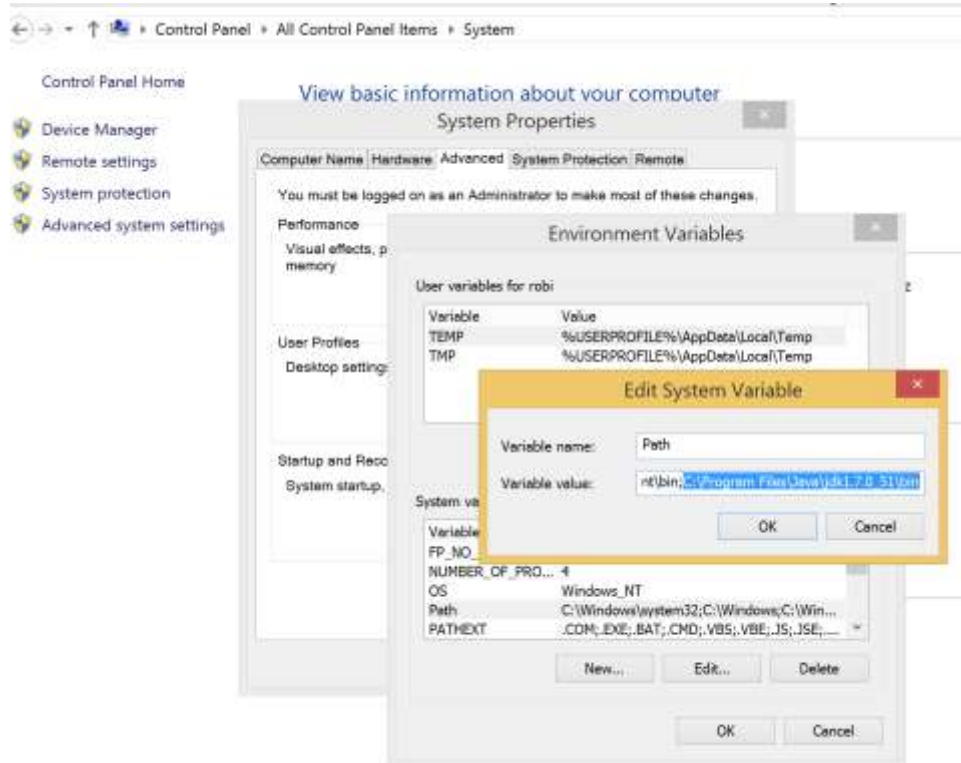 Control Panel All Control Panel Items System
Control Panel Home
Device Manager
Remote settings
System protection
Advanced system settings
View basic information about your computer
System Properties
Computer Name Hardware Advanced System Protection Remote
You must be logged on as an Administrator to make most of these changes.
Performance
Visual effects, p
memory
User Profiles
Desktop settings
Startup and Reco
System startup,
Environment Variables
User variables for robi
Variable Value
TEMP %USERPROFILE%\AppData\Local\Temp
TMP %USERPROFILE%\AppData\Local\Temp
Edit System Variable
Variable name: Path
Variable value: nt\bin;C:\Program Files\Java\jdk1.7.0_51\bin
OK Cancel
System va
Variable
FP_NO_
NUMBER_OF_PRO... 4
OS Windows_NT
Path C:\Windows\system32;C:\Windows;C:\Win...
PATHEXT .COM;.EXE;.BAT;.CMD;.VBS;.VBE;.JS;.JSE;....
New... Edit... Delete
OK Cancel
z